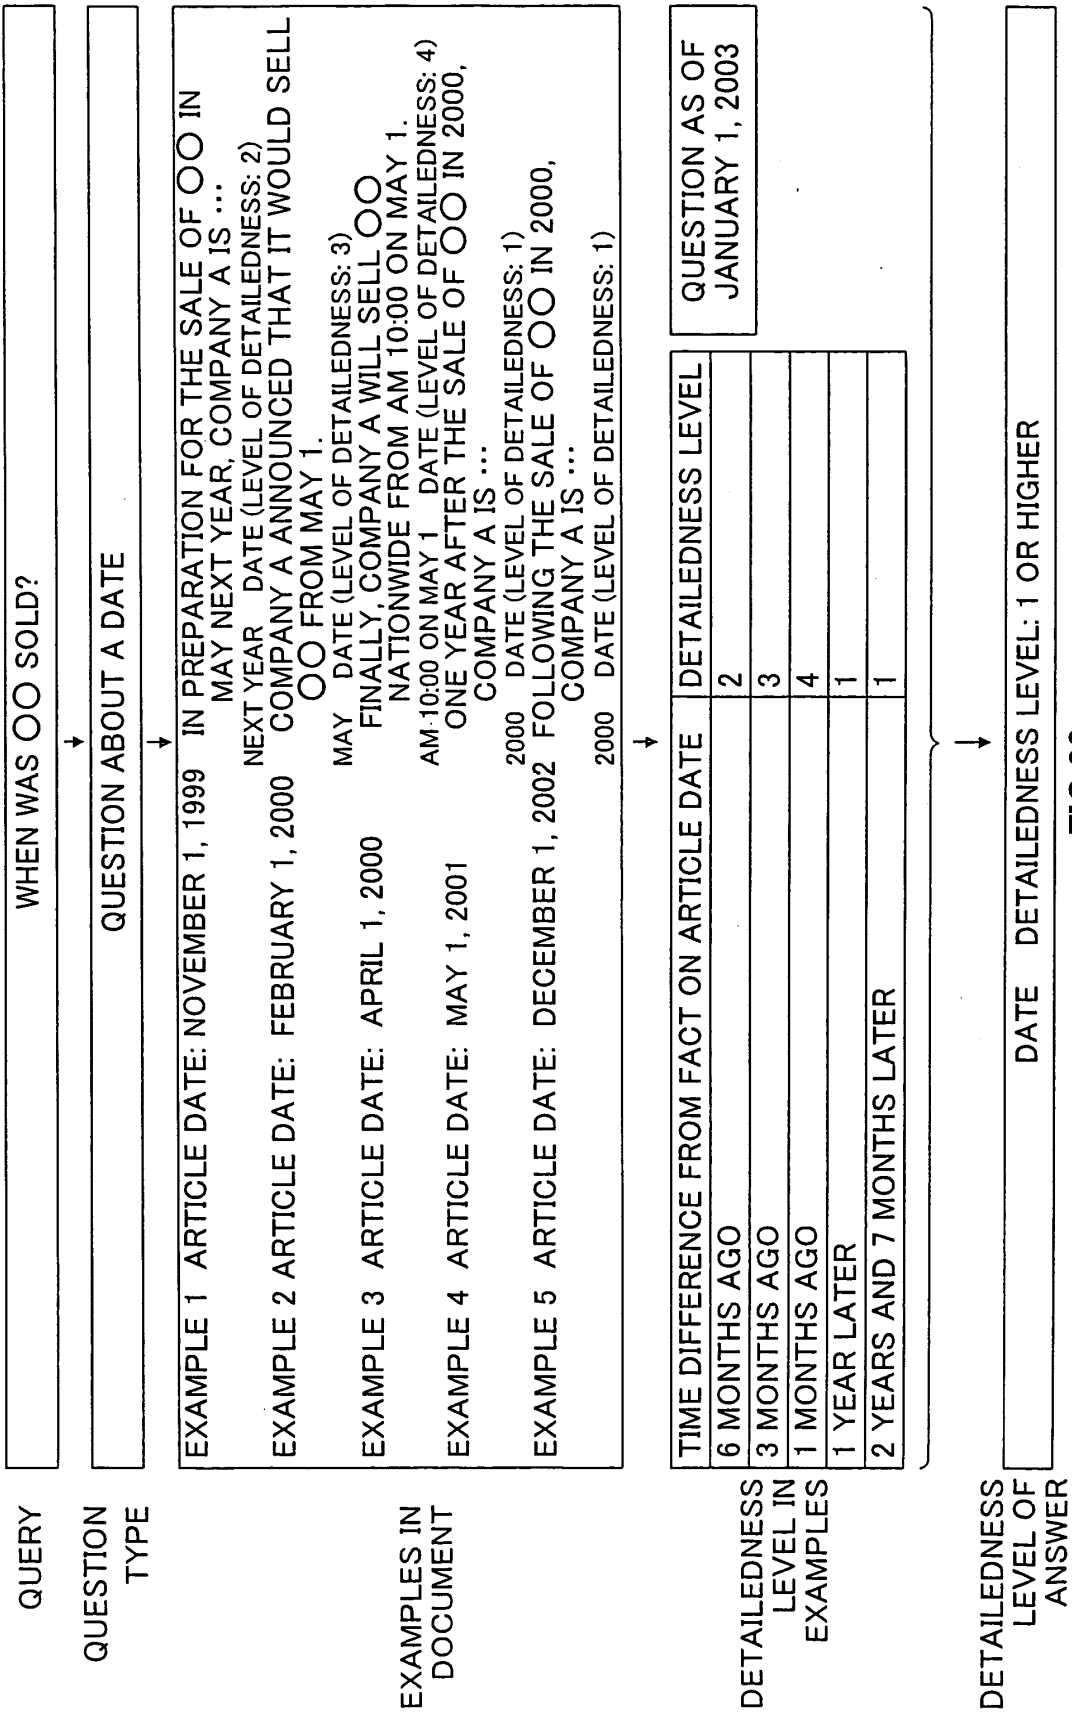 QUERY
WHEN WAS ○○ SOLD?
QUESTION
TYPE
QUESTION ABOUT A DATE
EXAMPLES IN
DOCUMENT
EXAMPLE 1 ARTICLE DATE: NOVEMBER 1, 1999 IN PREPARATION FOR THE SALE OF ○○ IN
MAY NEXT YEAR, COMPANY A IS ...
NEXT YEAR DATE (LEVEL OF DETAILEDNESS: 2)
EXAMPLE 2 ARTICLE DATE: FEBRUARY 1, 2000 COMPANY A ANNOUNCED THAT IT WOULD SELL
○○ FROM MAY 1.
MAY DATE (LEVEL OF DETAILEDNESS: 3)
EXAMPLE 3 ARTICLE DATE: APRIL 1, 2000 FINALLY, COMPANY A WILL SELL ○○
NATIONWIDE FROM AM 10:00 ON MAY 1.
AM 10:00 ON MAY 1 DATE (LEVEL OF DETAILEDNESS: 4)
EXAMPLE 4 ARTICLE DATE: MAY 1, 2001 ONE YEAR AFTER THE SALE OF ○○ IN 2000,
COMPANY A IS ...
2000 DATE (LEVEL OF DETAILEDNESS: 1)
EXAMPLE 5 ARTICLE DATE: DECEMBER 1, 2002 FOLLOWING THE SALE OF ○○ IN 2000,
COMPANY A IS ...
2000 DATE (LEVEL OF DETAILEDNESS: 1)
DETAILEDNESS
LEVEL IN
EXAMPLES
TIME DIFFERENCE FROM FACT ON ARTICLE DATE DETAILEDNESS LEVEL
6 MONTHS AGO 2
3 MONTHS AGO 3
1 MONTHS AGO 4
1 YEAR LATER 1
2 YEARS AND 7 MONTHS LATER 1
QUESTION AS OF
JANUARY 1, 2003
DETAILEDNESS
LEVEL OF
ANSWER
DATE DETAILEDNESS LEVEL: 1 OR HIGHER